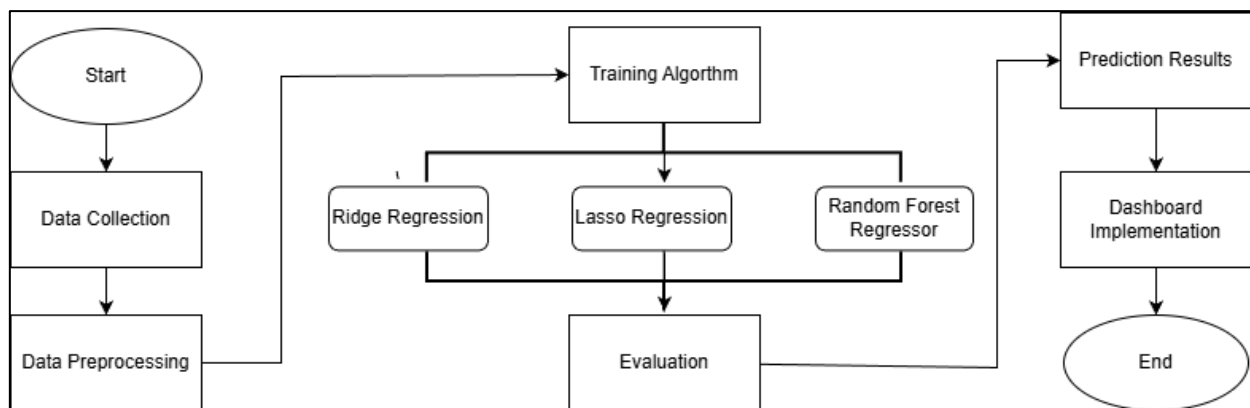 Start
Data Collection
Data Preprocessing
Training Algorthm
Ridge Regression
Lasso Regression
Random Forest
Regressor
Evaluation
Prediction Results
Dashboard
Implementation
End